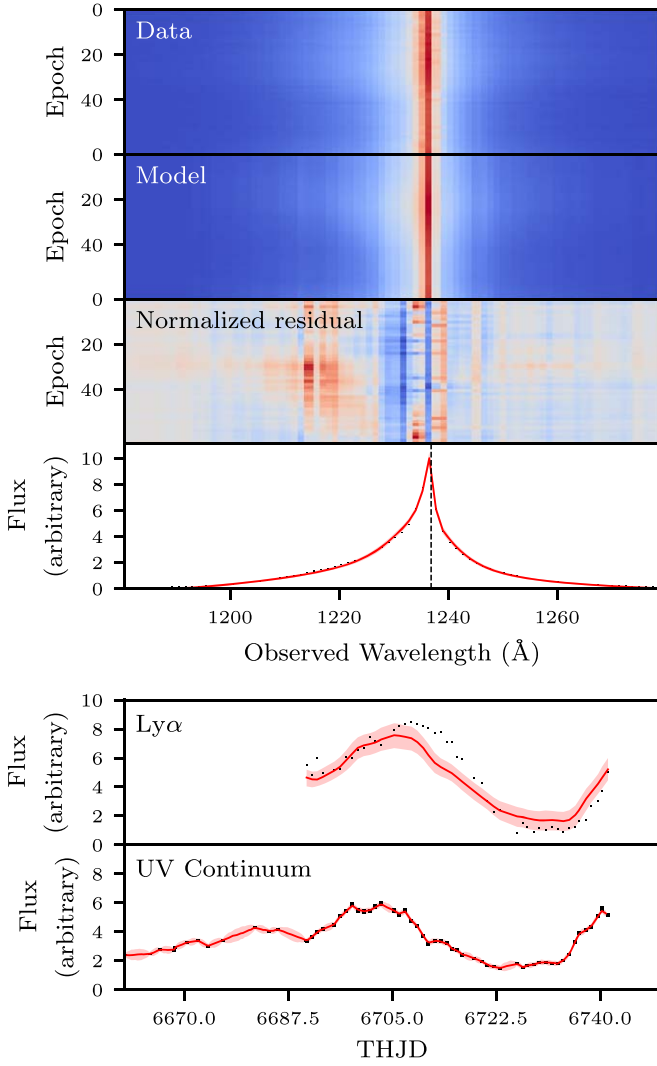 0
Data
20
Epoch
40
0
Model
20
Epoch
40
0
Normalized residual
20
Epoch
40
10
8
6
4
2
0
Flux
(arbitrary)
1200
1220
1240
1260
Observed Wavelength (Å)
10
Lyα
8
6
4
2
0
Flux
(arbitrary)
UV Continuum
8
6
4
2
0
Flux
(arbitrary)
6670.0
6687.5
6705.0
6722.5
6740.0
THJD